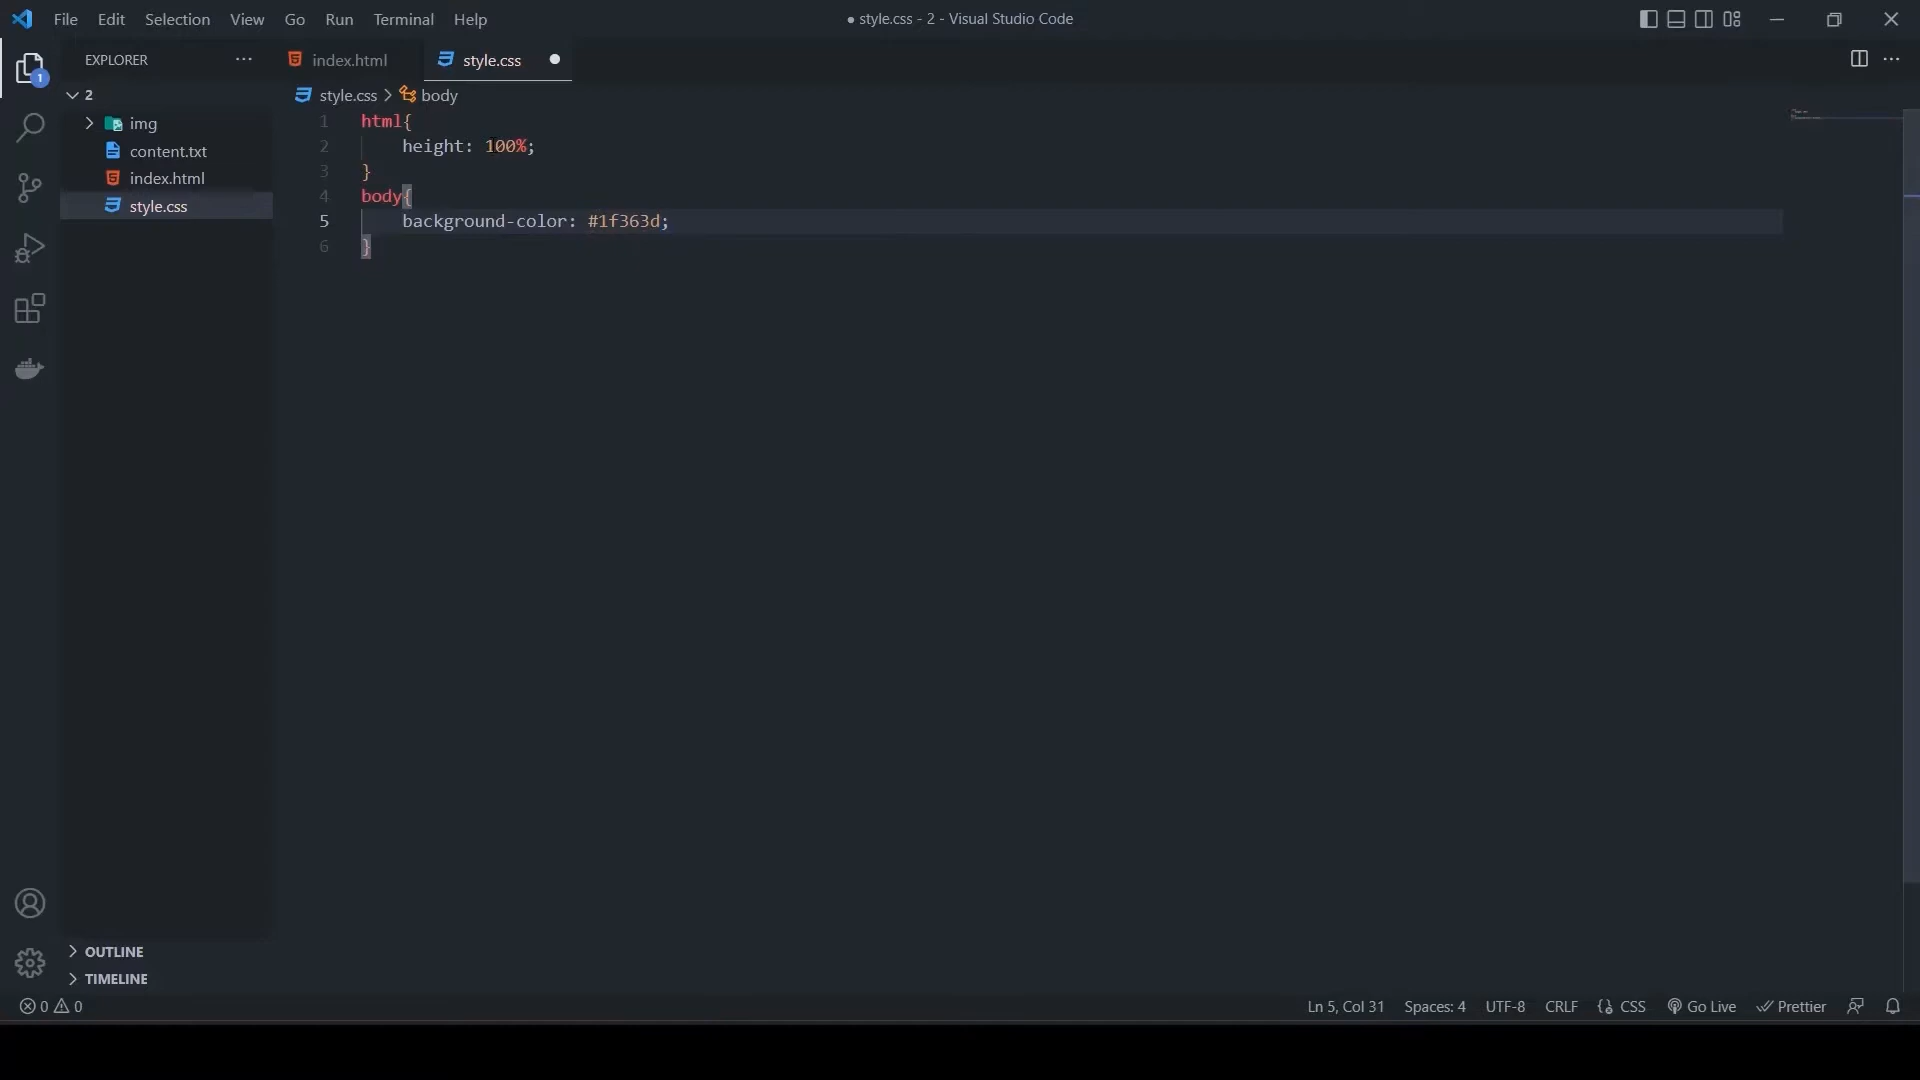 File Edit Selection View Go Run Terminal Help
● style.css - 2 - Visual Studio Code
EXPLORER
index.html
style.css
1
2
img
content.txt
index.html
style.css
style.css > body
1 html{
2 height: 100%;
3 }
4 body{
5 background-color: #1f363d;
6 }
OUTLINE
TIMELINE
0 0
Ln 5, Col 31 Spaces: 4 UTF-8 CRLF {} CSS Go Live Prettier